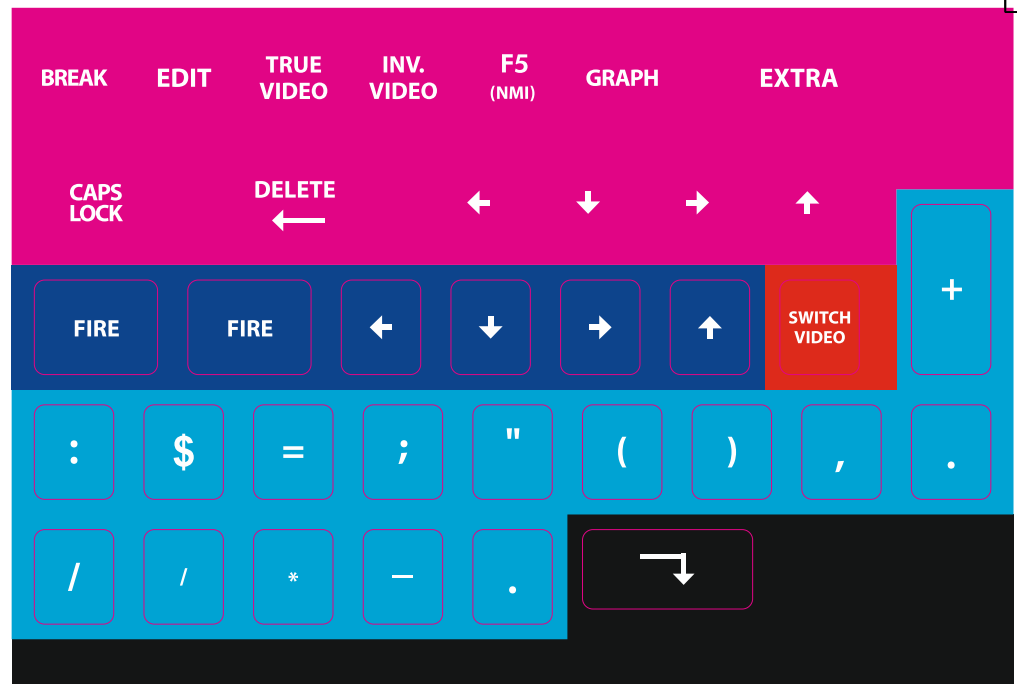 BREAK
EDIT
TRUE
VIDEO
INV.
VIDEO
F5
(NMI)
GRAPH
EXTRA
CAPS
LOCK
DELETE
←
← ↓ → ↑
+
FIRE
FIRE
← ↓ → ↑
SWITCH
VIDEO
: $ = ; " ( ) , .
/ / * – .